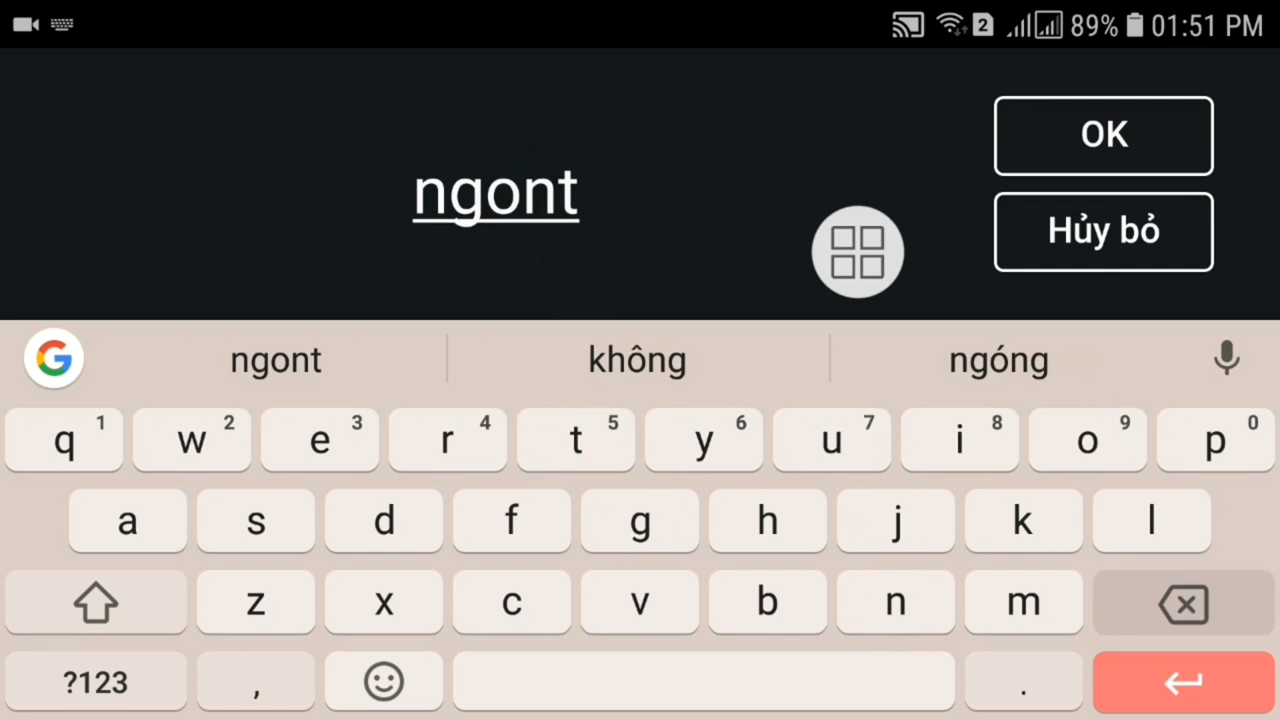 2 89% 01:51 PM
OK
ngont
Hủy bỏ
ngont không ngóng
q 1 w 2 e 3 r 4 t 5 y 6 u 7 i 8 o 9 p 0
a s d f g h j k l
z x c v b n m
?123 , .